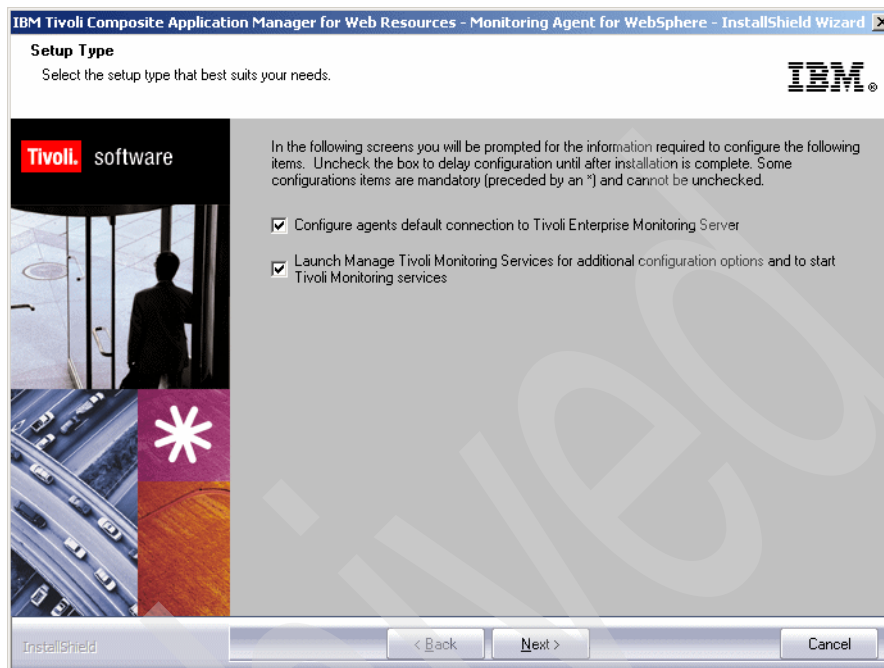 IBM Tivoli Composite Application Manager for Web Resources - Monitoring Agent for WebSphere - InstallShield Wizard
Setup Type
Select the setup type that best suits your needs.
IBM®
Tivoli. software
In the following screens you will be prompted for the information required to configure the following
items. Uncheck the box to delay configuration until after installation is complete. Some
configurations items are mandatory (preceded by an *) and cannot be unchecked.
Configure agents default connection to Tivoli Enterprise Monitoring Server
Launch Manage Tivoli Monitoring Services for additional configuration options and to start
Tivoli Monitoring services
InstallShield
< Back
Next >
Cancel